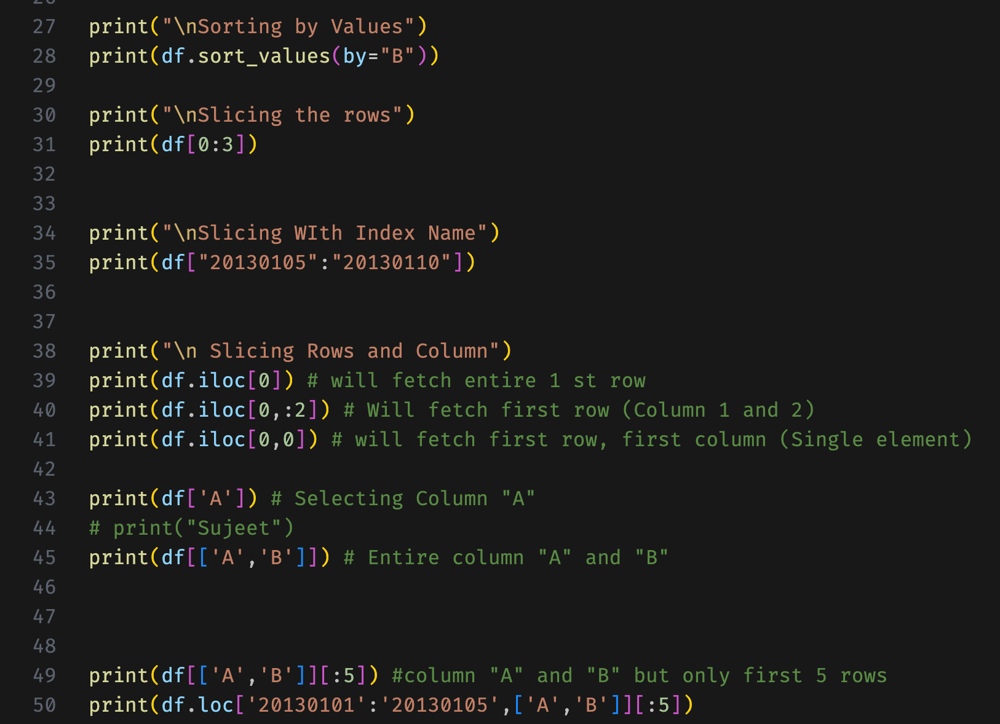 27 print("\nSorting by Values")
28 print(df.sort_values(by="B"))
29
30 print("\nSlicing the rows")
31 print(df[0:3])
32
33
34 print("\nSlicing WIth Index Name")
35 print(df["20130105":"20130110"])
36
37
38 print("\n Slicing Rows and Column")
39 print(df.iloc[0]) # will fetch entire 1 st row
40 print(df.iloc[0,:2]) # Will fetch first row (Column 1 and 2)
41 print(df.iloc[0,0]) # will fetch first row, first column (Single element)
42
43 print(df['A']) # Selecting Column "A"
44 # print("Sujeet")
45 print(df[['A','B']]) # Entire column "A" and "B"
46
47
48
49 print(df[['A','B']][:5]) #column "A" and "B" but only first 5 rows
50 print(df.loc['20130101':'20130105',['A','B']][:5])